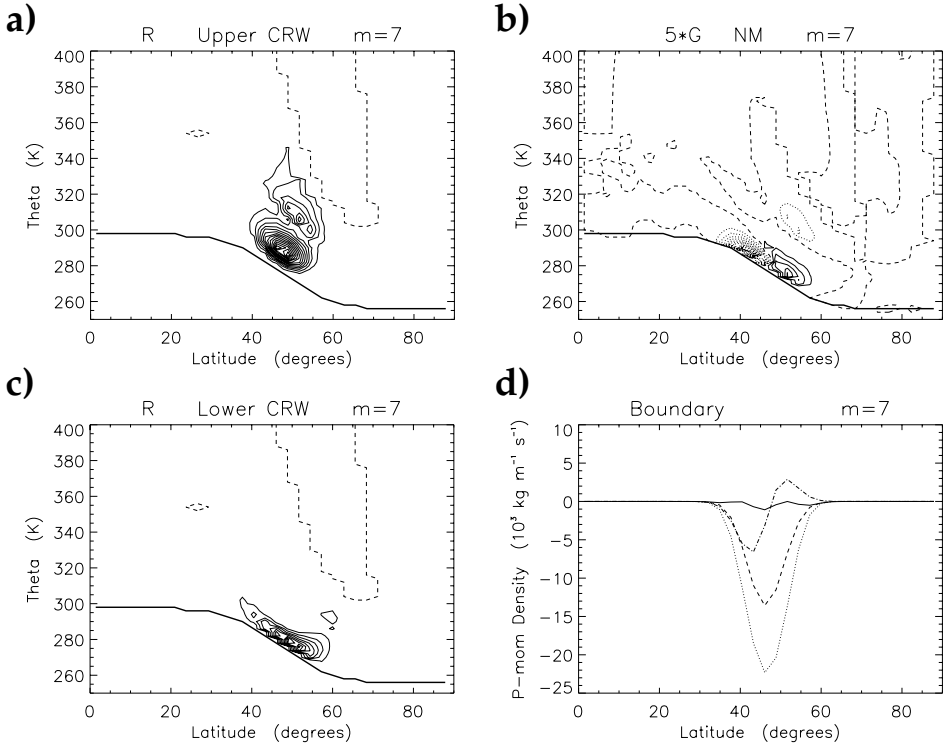 a)
R Upper CRW m=7
Theta (K)
400
380
360
340
320
300
280
260
0 20 40 60 80
Latitude (degrees)
b)
5*G NM m=7
Theta (K)
400
380
360
340
320
300
280
260
0 20 40 60 80
Latitude (degrees)
c)
R Lower CRW m=7
Theta (K)
400
380
360
340
320
300
280
260
0 20 40 60 80
Latitude (degrees)
d)
Boundary m=7
P-mom Density (10³ kg m⁻¹ s⁻¹)
10
5
0
-5
-10
-15
-20
-25
0 20 40 60 80
Latitude (degrees)